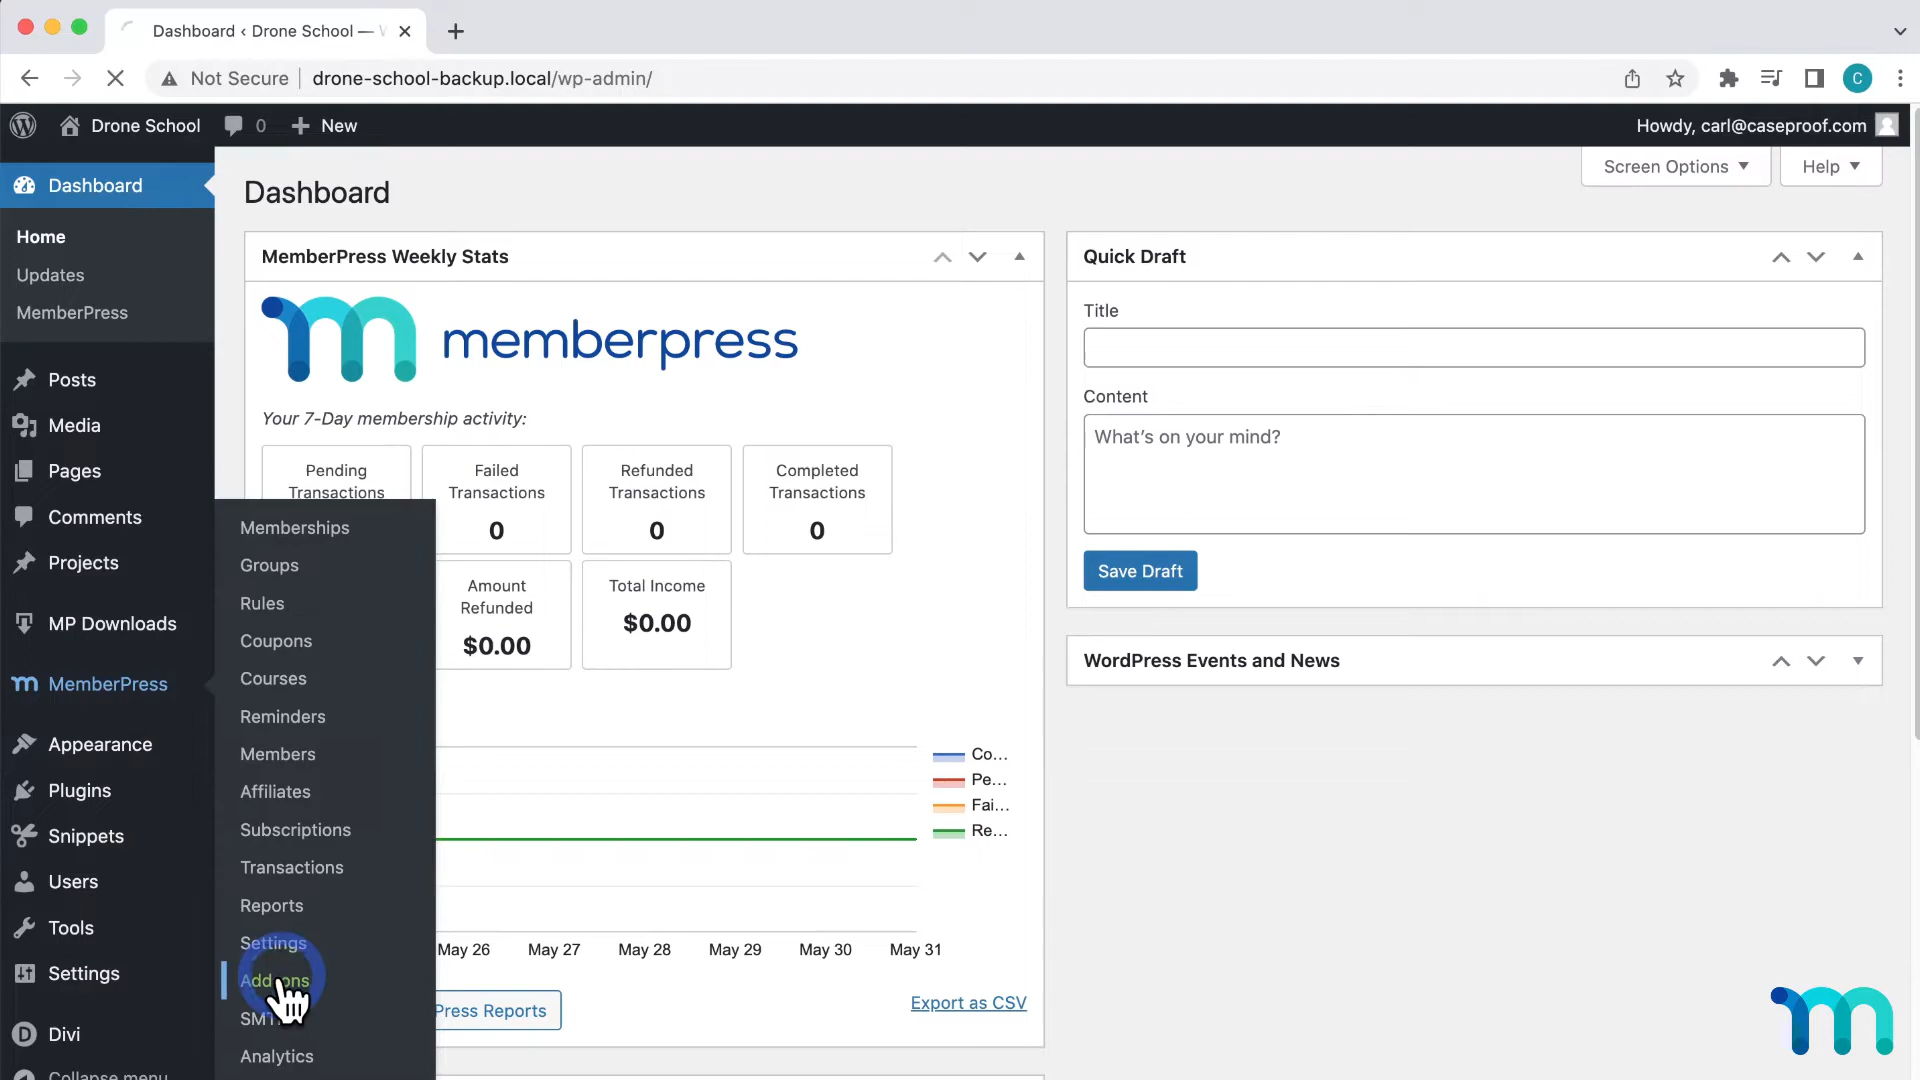 Dashboard ‹ Drone School —
Not Secure
drone-school-backup.local/wp-admin/
C
Drone School
0
New
Howdy, carl@caseproof.com
Dashboard
Home
Updates
MemberPress
Posts
Media
Pages
Comments
Projects
MP Downloads
MemberPress
Appearance
Plugins
Snippets
Users
Tools
Settings
Divi
Collapse menu
Memberships
Groups
Rules
Coupons
Courses
Reminders
Members
Affiliates
Subscriptions
Transactions
Reports
Settings
Add-ons
Analytics
Dashboard
Screen Options
Help
MemberPress Weekly Stats
memberpress
Your 7-Day membership activity:
Pending
Transactions
Failed
Transactions
0
Refunded
Transactions
0
Completed
Transactions
0
Amount
Refunded
$0.00
Total Income
$0.00
Co...
Pe...
Fai...
Re...
May 26
May 27
May 28
May 29
May 30
May 31
Press Reports
Export as CSV
Quick Draft
Title
Content
What's on your mind?
Save Draft
WordPress Events and News